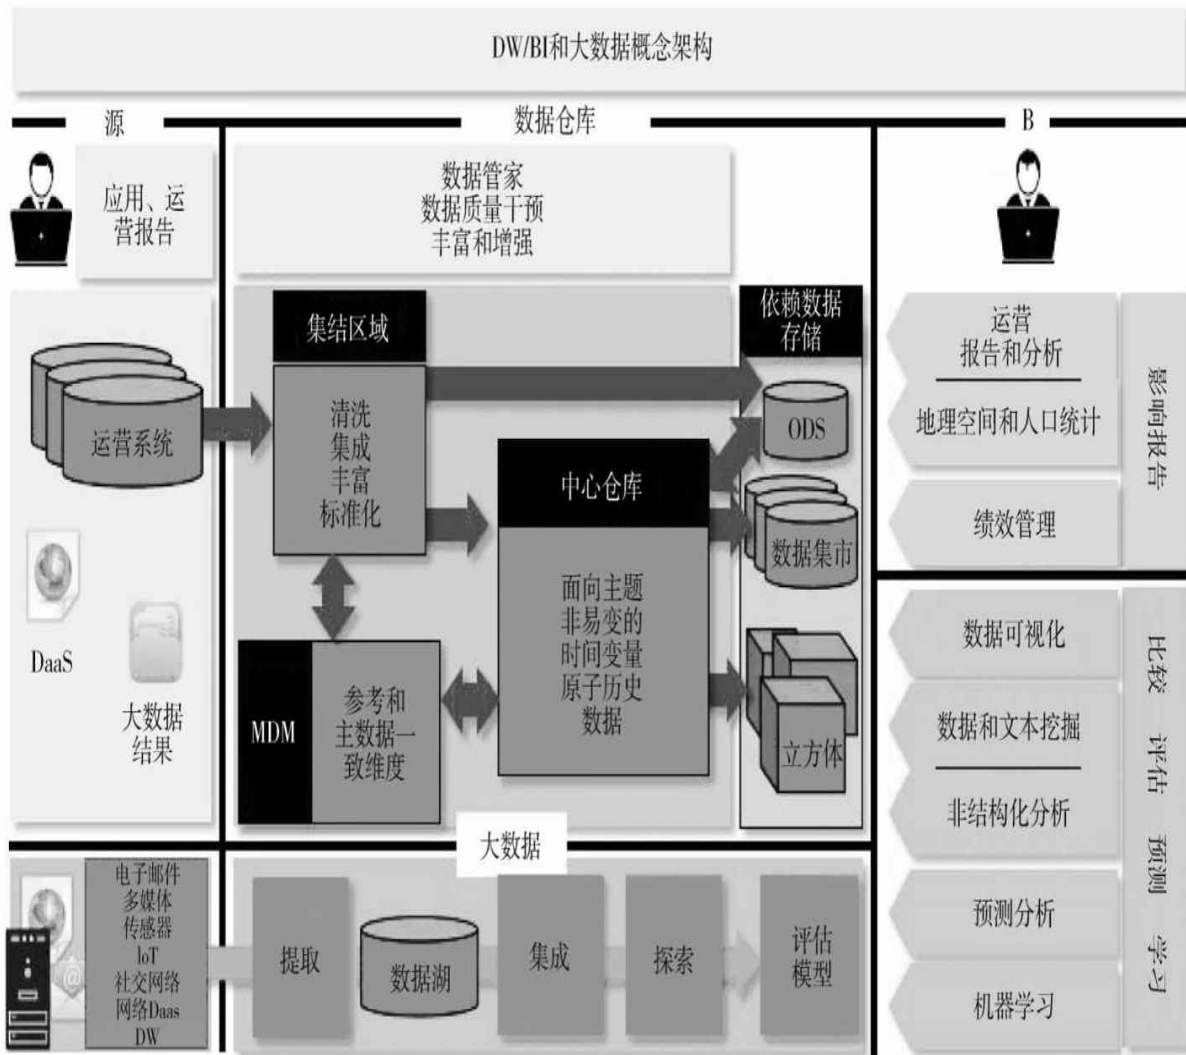 DW/BI和大数据概念架构
源
数据仓库
B
应用、运
营报告
数据管家
数据质量干预
丰富和增强
集结区域
清洗
集成
丰富
标准化
运营系统
DaaS
大数据
结果
MDM
参考和
主数据一
致维度
中心仓库
面向主题
非易变的
时间变量
原子历史
数据
依赖数据
存储
ODS
数据集市
立方体
运营
报告和分析
地理空间和人口统计
绩效管理
影响报告
数据可视化
数据和文本挖掘
非结构化分析
预测分析
机器学习
比较 评估 预测 学习
大数据
@
电子邮件
多媒体
传感器
IoT
社交网络
网络Daas
DW
提取
数据湖
集成
探索
评估
模型